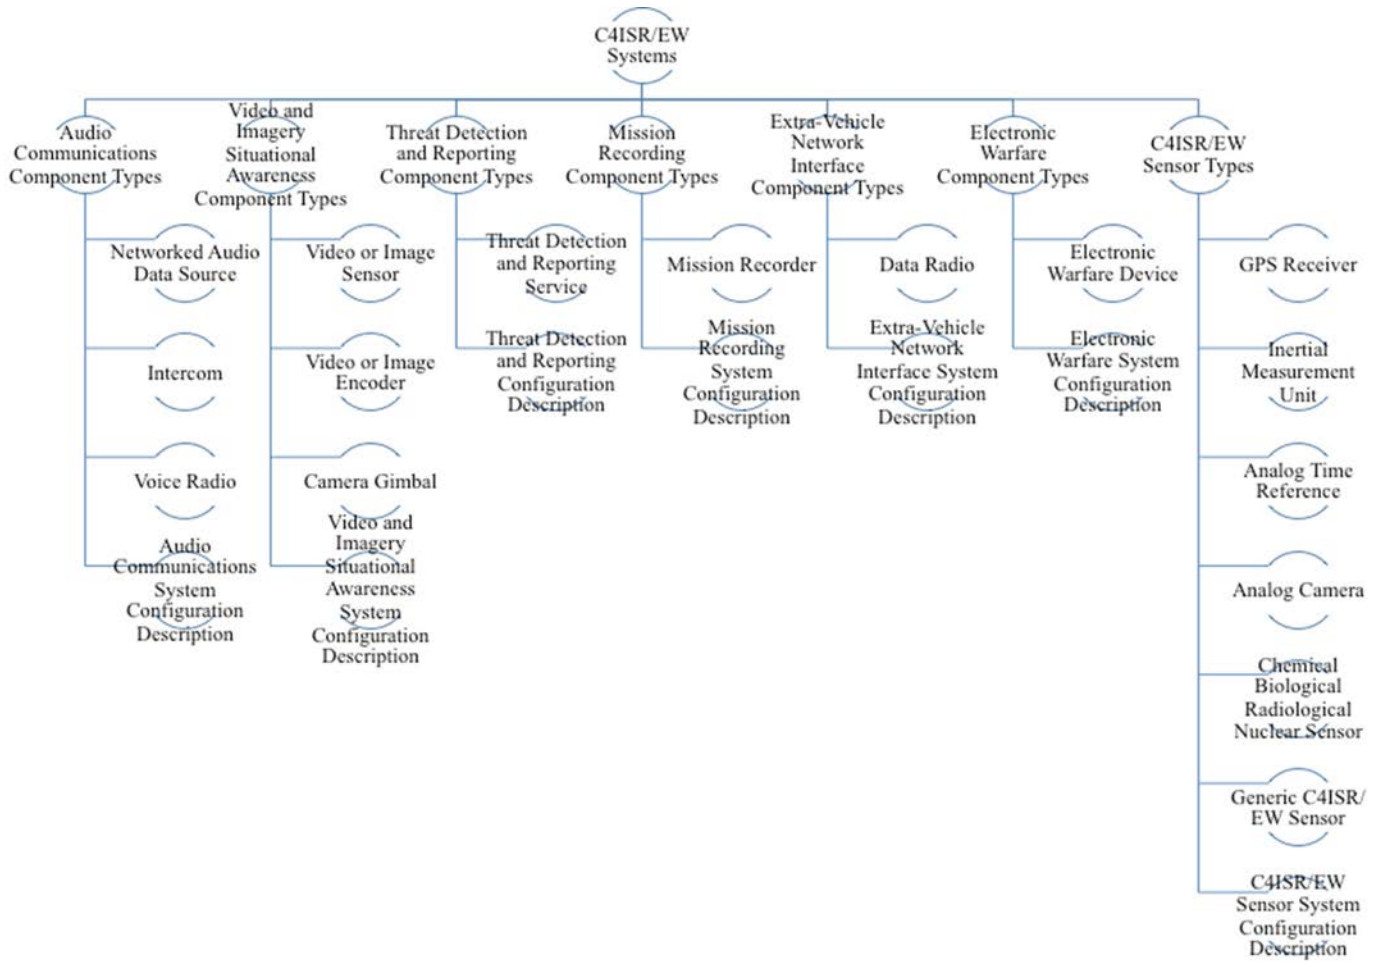 C4ISR/EW
Systems
Audio
Communications
Component Types
Video and
Imagery
Situational
Awareness
Component Types
Threat Detection
and Reporting
Component Types
Mission
Recording
Component Types
Extra-Vehicle
Network
Interface
Component Types
Electronic
Warfare
Component Types
C4ISR/EW
Sensor Types
Networked Audio
Data Source
Intercom
Voice Radio
Audio
Communications
System
Configuration
Description
Video or Image
Sensor
Video or Image
Encoder
Camera Gimbal
Video and
Imagery
Situational
Awareness
System
Configuration
Description
Threat Detection
and Reporting
Service
Threat Detection
and Reporting
Configuration
Description
Mission Recorder
Mission
Recording
System
Configuration
Description
Data Radio
Extra-Vehicle
Network
Interface System
Configuration
Description
Electronic
Warfare Device
Electronic
Warfare System
Configuration
Description
GPS Receiver
Inertial
Measurement
Unit
Analog Time
Reference
Analog Camera
Chemical
Biological
Radiological
Nuclear Sensor
Generic C4ISR/
EW Sensor
C4ISR/EW
Sensor System
Configuration
Description